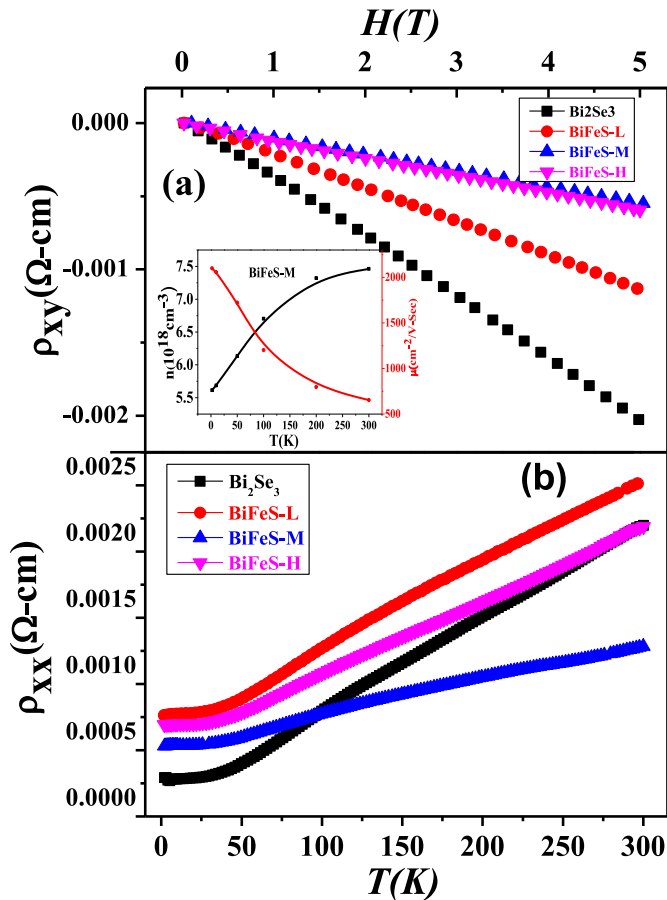 H(T)
0 1 2 3 4 5
0.000
-0.001
-0.002
ρxy(Ω-cm)
(a)
Bi2Se3
BiFeS-L
BiFeS-M
BiFeS-H
BiFeS-M
7.5
7.0
6.5
6.0
5.5
n(10^18cm^-3)
2000
1500
1000
500
μ(cm^-2/V-Sec)
0 50 100 150 200 250 300
T(K)
(b)
Bi₂Se₃
BiFeS-L
BiFeS-M
BiFeS-H
0.0025
0.0020
0.0015
0.0010
0.0005
0.0000
ρxx(Ω-cm)
0 50 100 150 200 250 300
T(K)